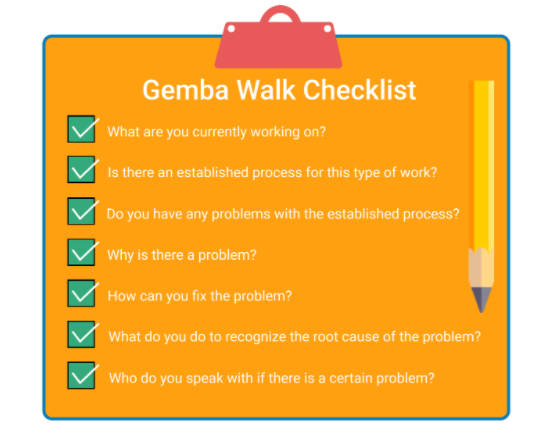 Gemba Walk Checklist
What are you currently working on?
Is there an established process for this type of work?
Do you have any problems with the established process?
Why is there a problem?
How can you fix the problem?
What do you do to recognize the root cause of the problem?
Who do you speak with if there is a certain problem?